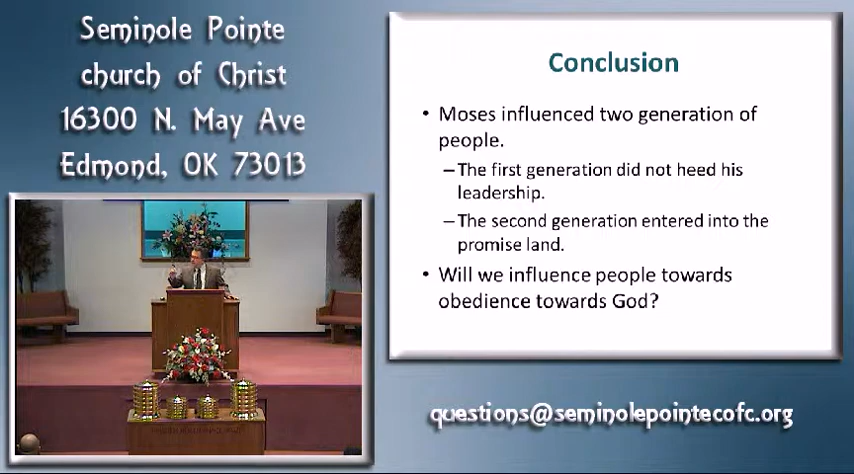 Seminole Pointe
church of Christ
16300 N. May Ave
Edmond, OK 73013
Conclusion
• Moses influenced two generation of
people.
–The first generation did not heed his
leadership.
–The second generation entered into the
promise land.
• Will we influence people towards
obedience towards God?
questions@seminolepointecofc.org